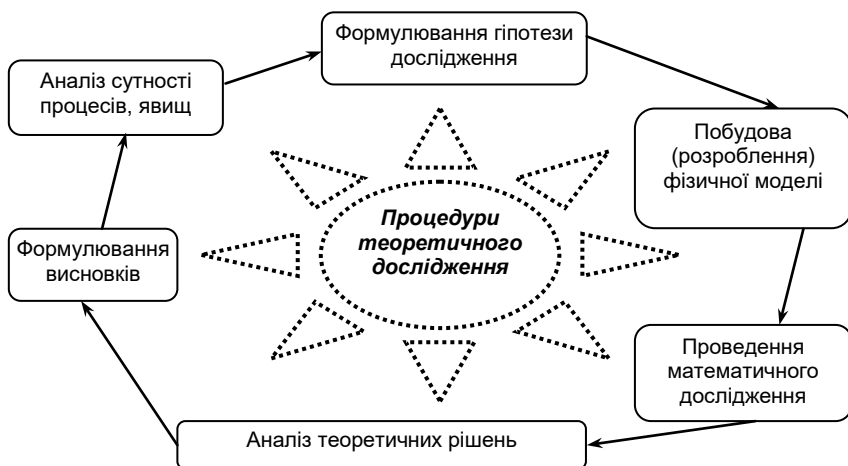 Формулювання гіпотези
дослідження
Аналіз сутності
процесів, явищ
Побудова
(розроблення)
фізичної моделі
Процедури
теоретичного
дослідження
Формулювання
висновків
Проведення
математичного
дослідження
Аналіз теоретичних рішень